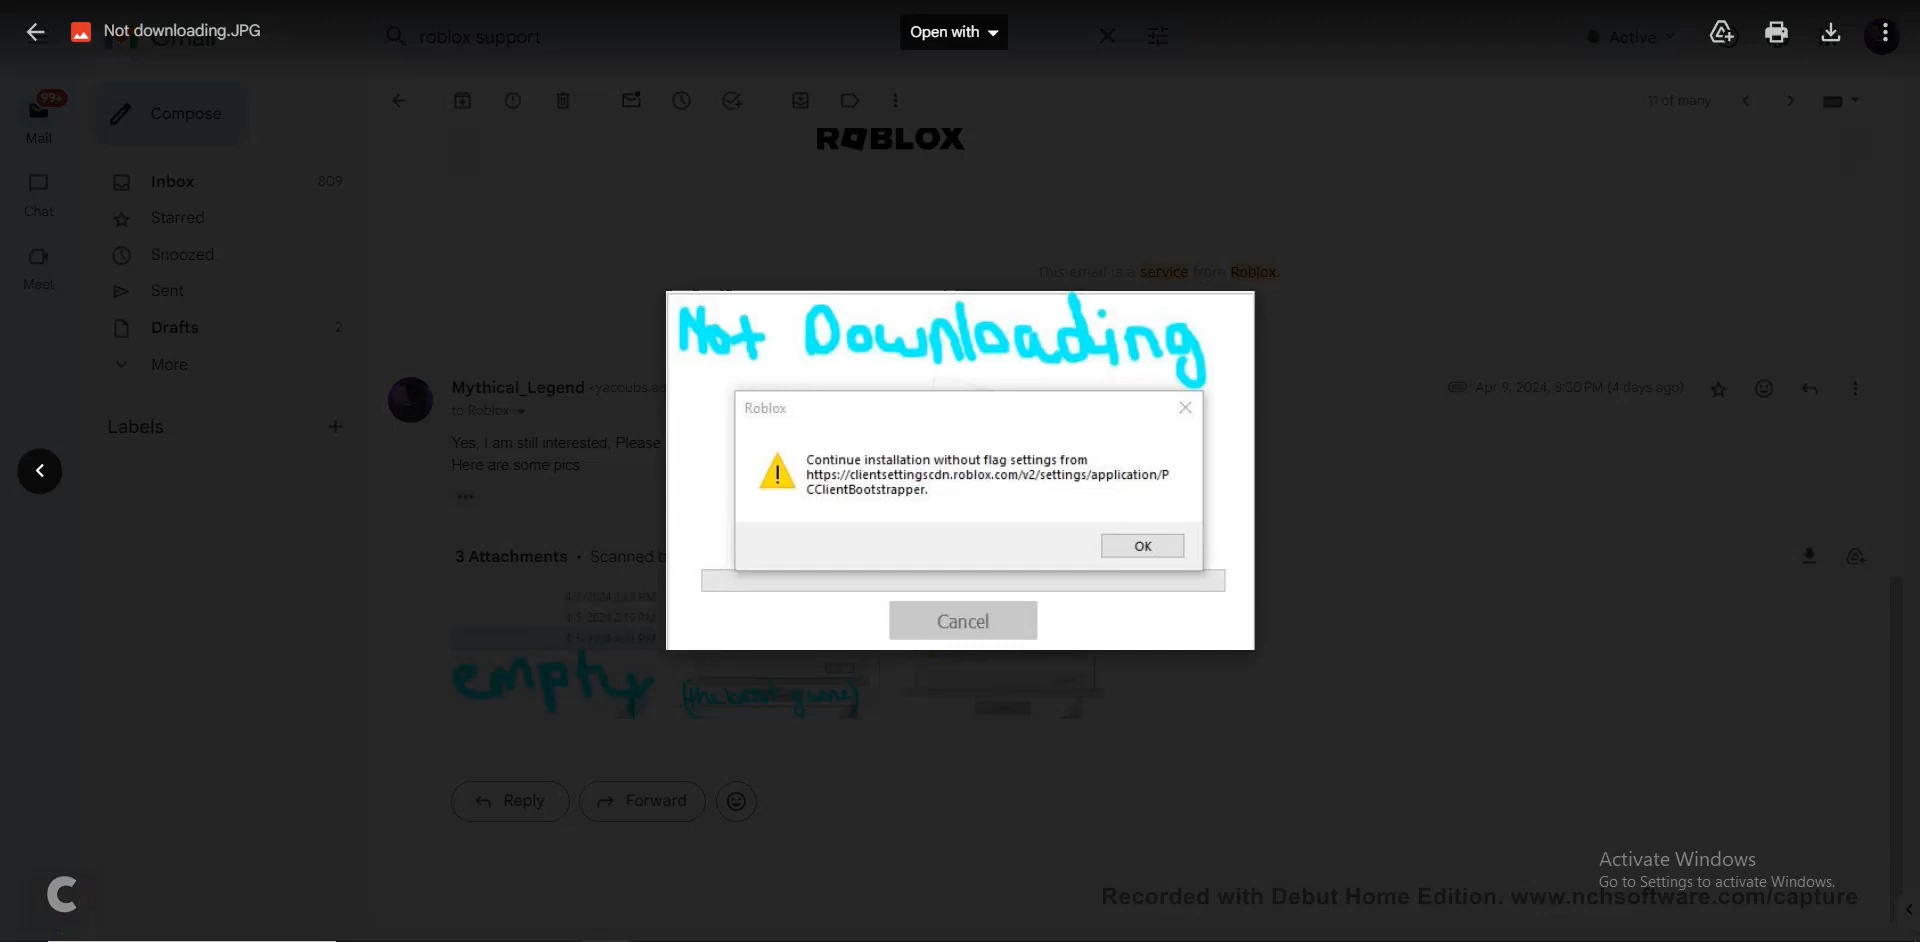 Not downloading.JPG
Gmail
roblox support
Open with
Active
99+
Mail
Compose
11 of many
ROBLOX
Inbox 809
Chat
Starred
Snoozed
Meet
Sent
Drafts 2
More
Labels
This email is a service from Roblox.
Not Downloading
Mythical_Legend
Apr 9, 2024, 8:30 PM (4 days ago)
to Roblox
Yes, I am still interested. Please
Here are some pics
Roblox
Continue installation without flag settings from
https://clientsettingscdn.roblox.com/v2/settings/application/P
CClientBootstrapper.
OK
Cancel
3 Attachments • Scanned
empty
Reply
Forward
Activate Windows
Go to Settings to activate Windows.
Recorded with Debut Home Edition. www.nchsoftware.com/capture